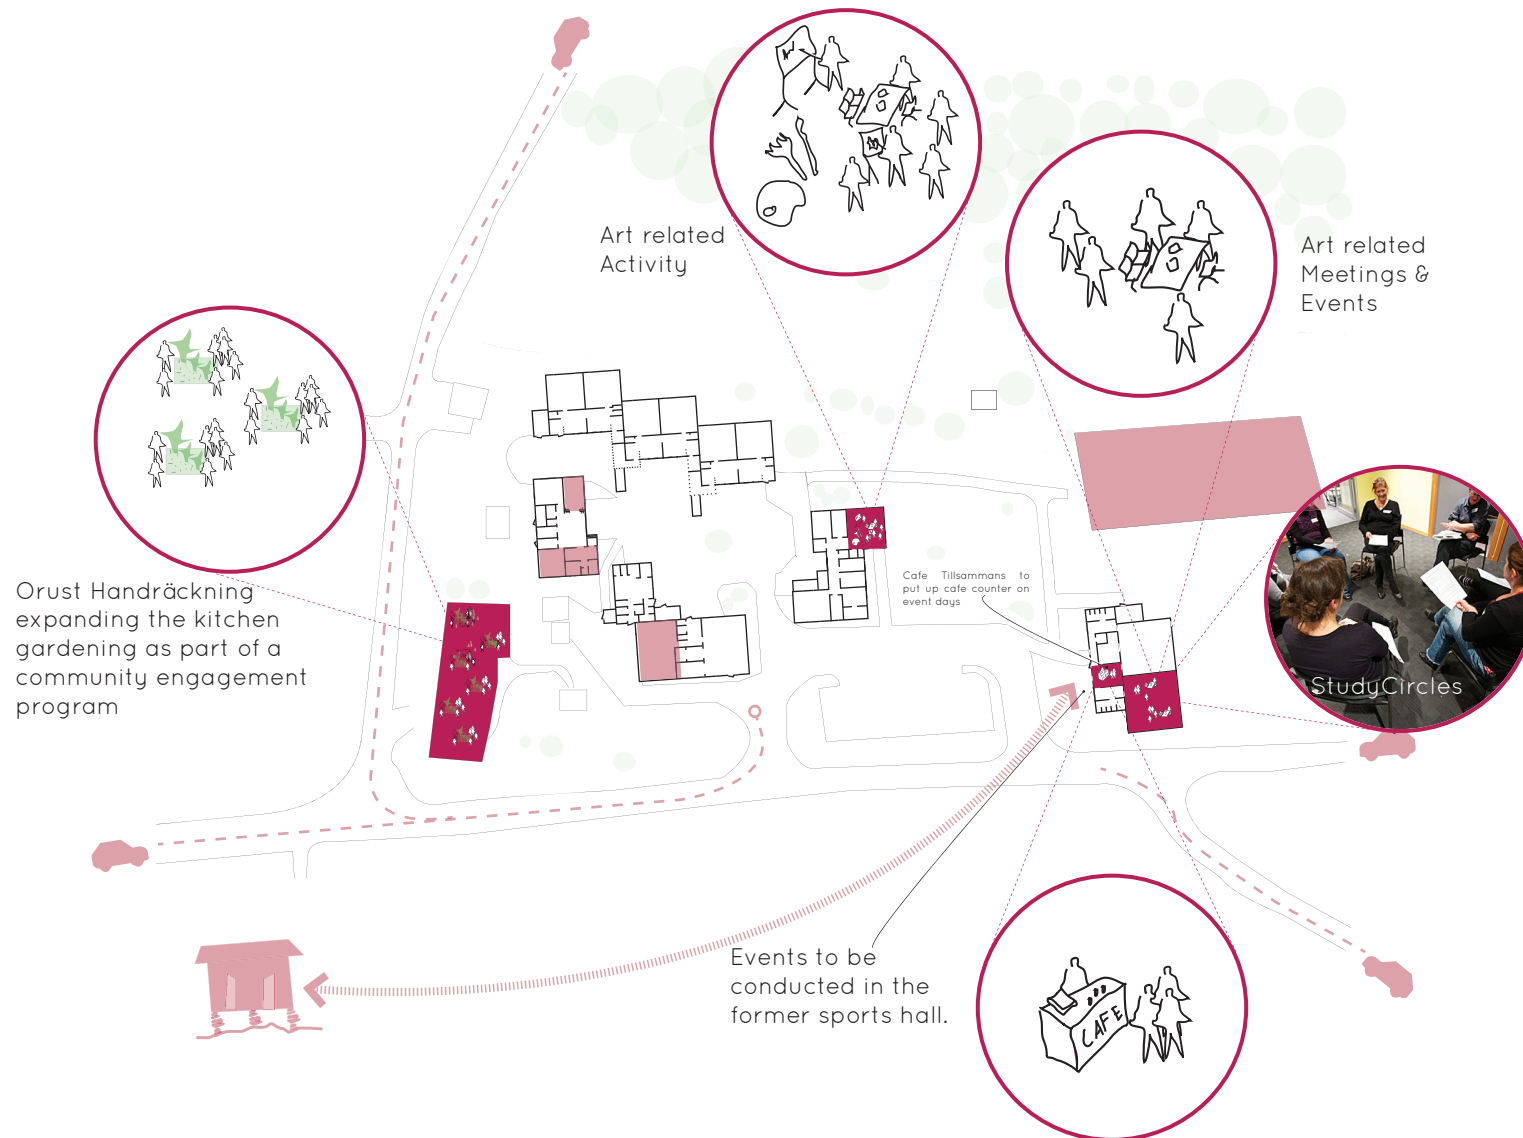 Art related
Activity
Art related
Meetings &
Events
Orust Handräckning
expanding the kitchen
gardening as part of a
community engagement
program
Cafe Tillsammans to
put up cafe counter on
event days
StudyCircles
Events to be
conducted in the
former sports hall.
CAFE